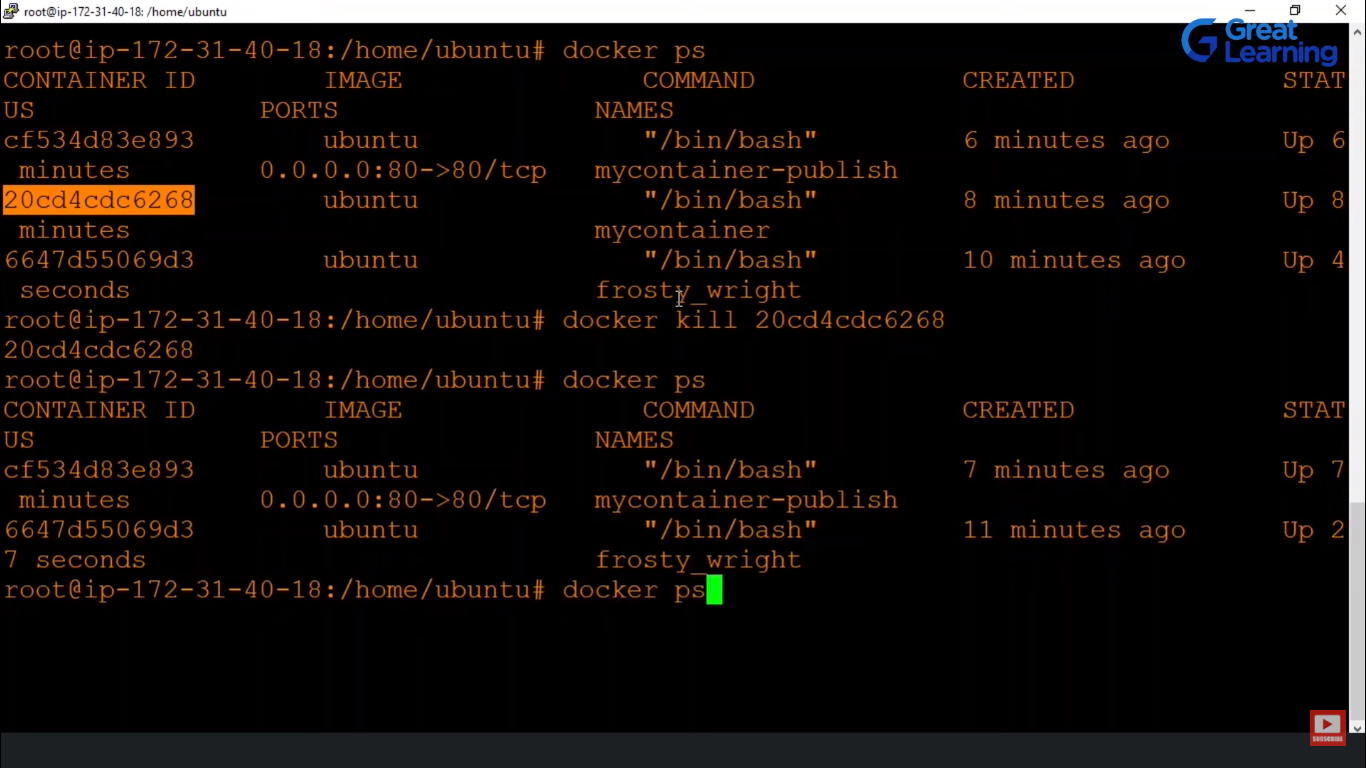 root@ip-172-31-40-18: /home/ubuntu
Great
Learning
root@ip-172-31-40-18:/home/ubuntu# docker ps
CONTAINER ID IMAGE COMMAND CREATED STAT
US PORTS NAMES
cf534d83e893 ubuntu "/bin/bash" 6 minutes ago Up 6
minutes 0.0.0.0:80->80/tcp mycontainer-publish
20cd4cdc6268 ubuntu "/bin/bash" 8 minutes ago Up 8
minutes mycontainer
6647d55069d3 ubuntu "/bin/bash" 10 minutes ago Up 4
seconds frosty_wright
root@ip-172-31-40-18:/home/ubuntu# docker kill 20cd4cdc6268
20cd4cdc6268
root@ip-172-31-40-18:/home/ubuntu# docker ps
CONTAINER ID IMAGE COMMAND CREATED STAT
US PORTS NAMES
cf534d83e893 ubuntu "/bin/bash" 7 minutes ago Up 7
minutes 0.0.0.0:80->80/tcp mycontainer-publish
6647d55069d3 ubuntu "/bin/bash" 11 minutes ago Up 2
7 seconds frosty_wright
root@ip-172-31-40-18:/home/ubuntu# docker ps
SUBSCRIBE